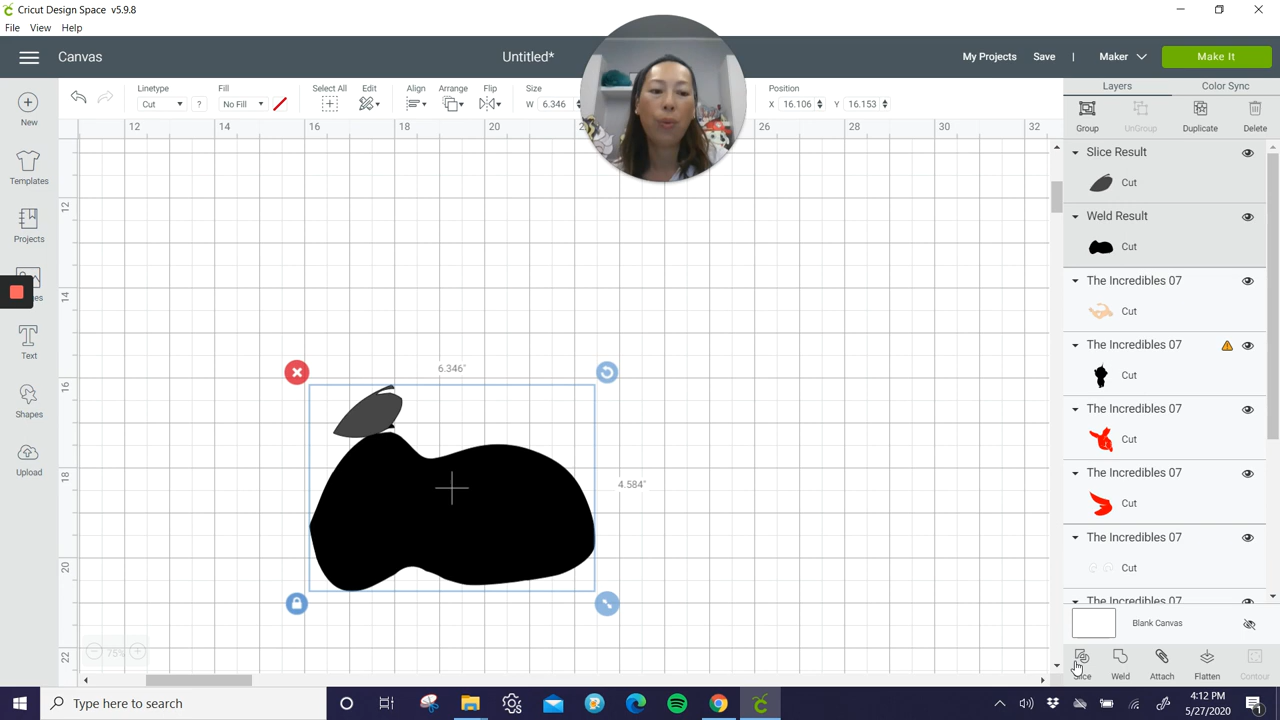 Cricut Design Space v5.9.8
File View Help
Canvas
Untitled*
My Projects Save | Maker Make It
Linetype Fill Select All Edit Align Arrange Flip Size Position
Cut ? No Fill W 6.346 X 16.106 Y 16.153
New
Templates
Projects
Text
Shapes
Upload
12 14 16 18 20 26 28 30 32
12
14
16
18
20
22
6.346"
4.584"
75%
Layers Color Sync
Group UnGroup Duplicate Delete
Slice Result
Cut
Weld Result
Cut
The Incredibles 07
Cut
The Incredibles 07
Cut
The Incredibles 07
Cut
The Incredibles 07
Cut
The Incredibles 07
Cut
The Incredibles 07
Blank Canvas
Slice Weld Attach Flatten Contour
Type here to search
4:12 PM
5/27/2020